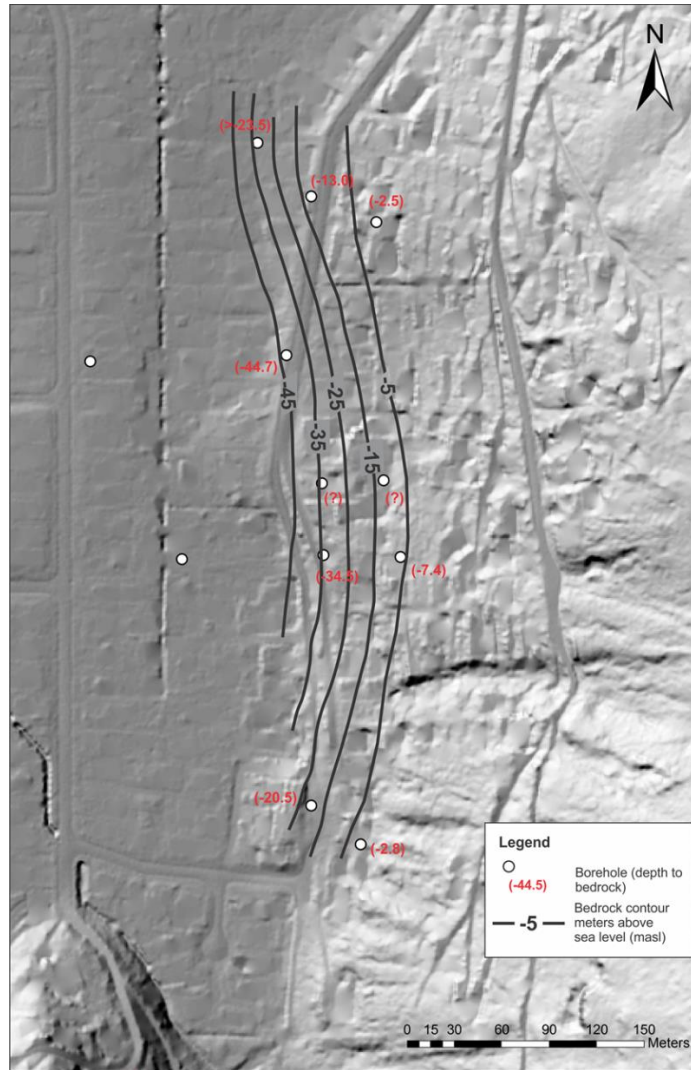 N
(>-23.5)
(-13.0)
(-2.5)
(-44.7)
-45
-35
-25
-15
-5
(?)
(?)
(-34.5)
(-7.4)
(-20.5)
(-2.8)
Legend
Borehole (depth to
bedrock)
(-44.5)
Bedrock contour
meters above
sea level (masl)
-5
0 15 30 60 90 120 150
Meters